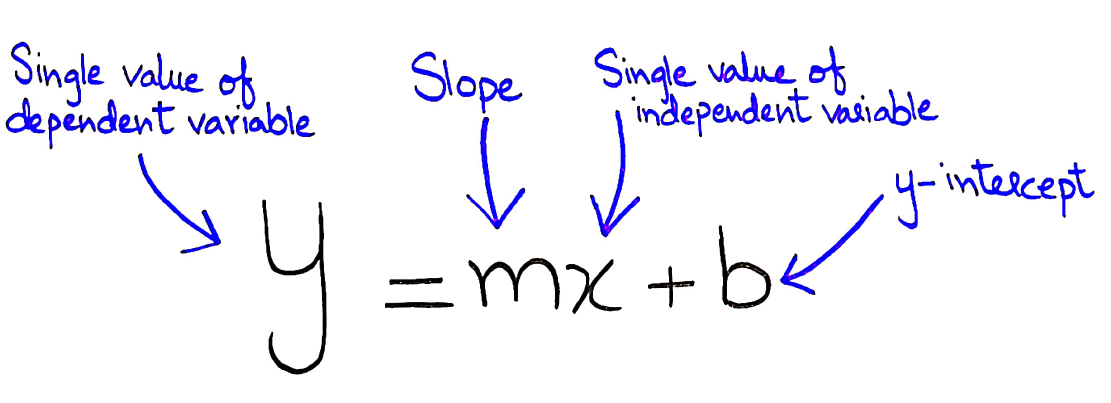 Single value of
dependent variable
Slope
Single value of
independent variable
y-intercept
y = mx + b